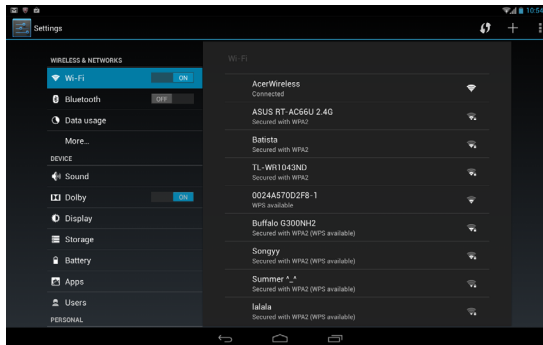 10:54
Settings
WIRELESS & NETWORKS
Wi-Fi ON
Bluetooth OFF
Data usage
More...
DEVICE
Sound
Dolby ON
Display
Storage
Battery
Apps
Users
PERSONAL
Wi-Fi
AcerWireless
Connected
ASUS RT-AC66U 2.4G
Secured with WPA2
Batista
Secured with WPA2
TL-WR1043ND
Secured with WPA2
0024A570D2F8-1
WPS available
Buffalo G300NH2
Secured with WPA2 (WPS available)
Songyy
Secured with WPA2 (WPS available)
Summer ^_^
Secured with WPA2 (WPS available)
lalala
Secured with WPA2 (WPS available)